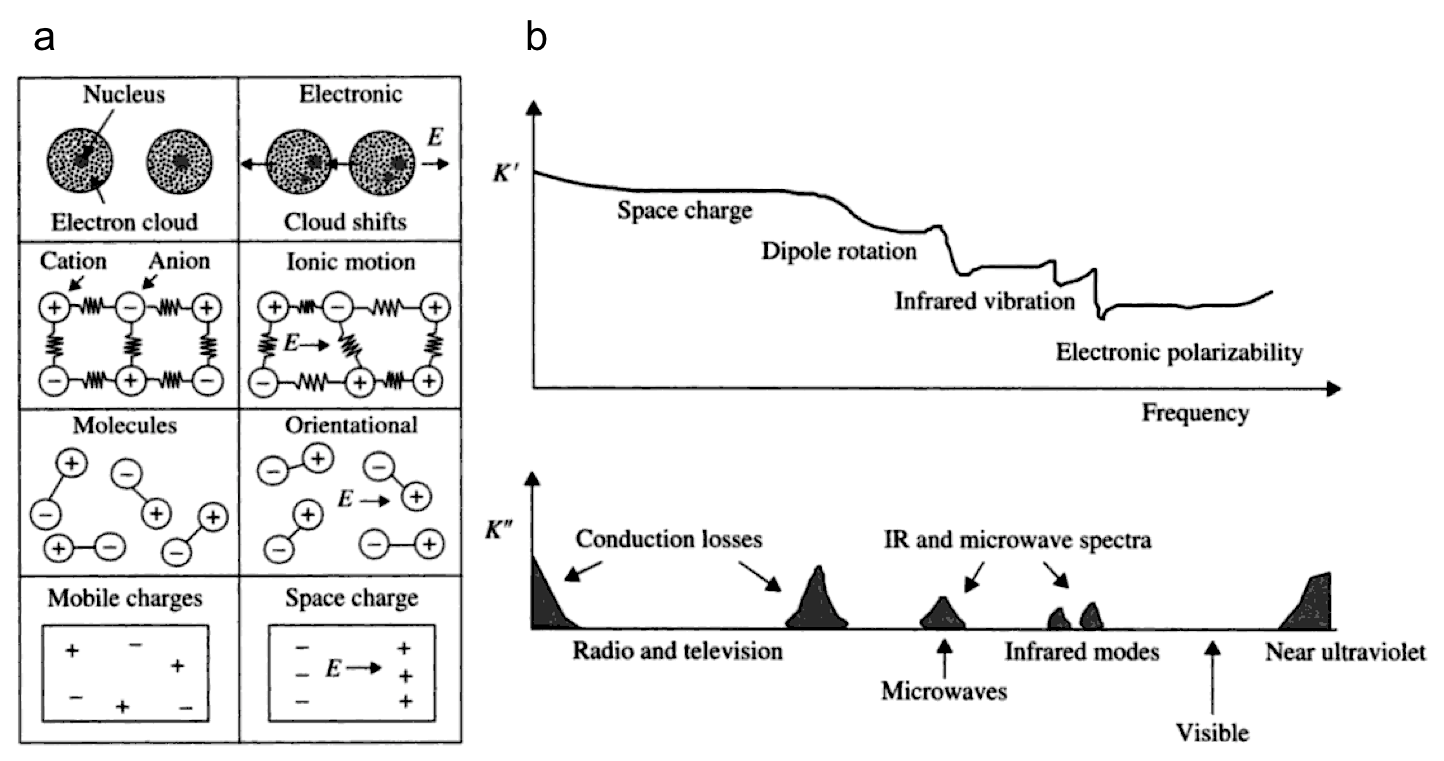 a
b
Nucleus
Electron cloud
Electronic
E
Cloud shifts
Cation
Anion
+ − +
− + −
Ionic motion
+ − +
E
− + +
Molecules
+ − − + + − + −
Orientational
− + − + E + − − +
Mobile charges
+ − +
− + −
Space charge
− +
− E +
− +
K'
Space charge
Dipole rotation
Infrared vibration
Electronic polarizability
Frequency
K"
Conduction losses
IR and microwave spectra
Radio and television
Infrared modes
Near ultraviolet
Microwaves
Visible